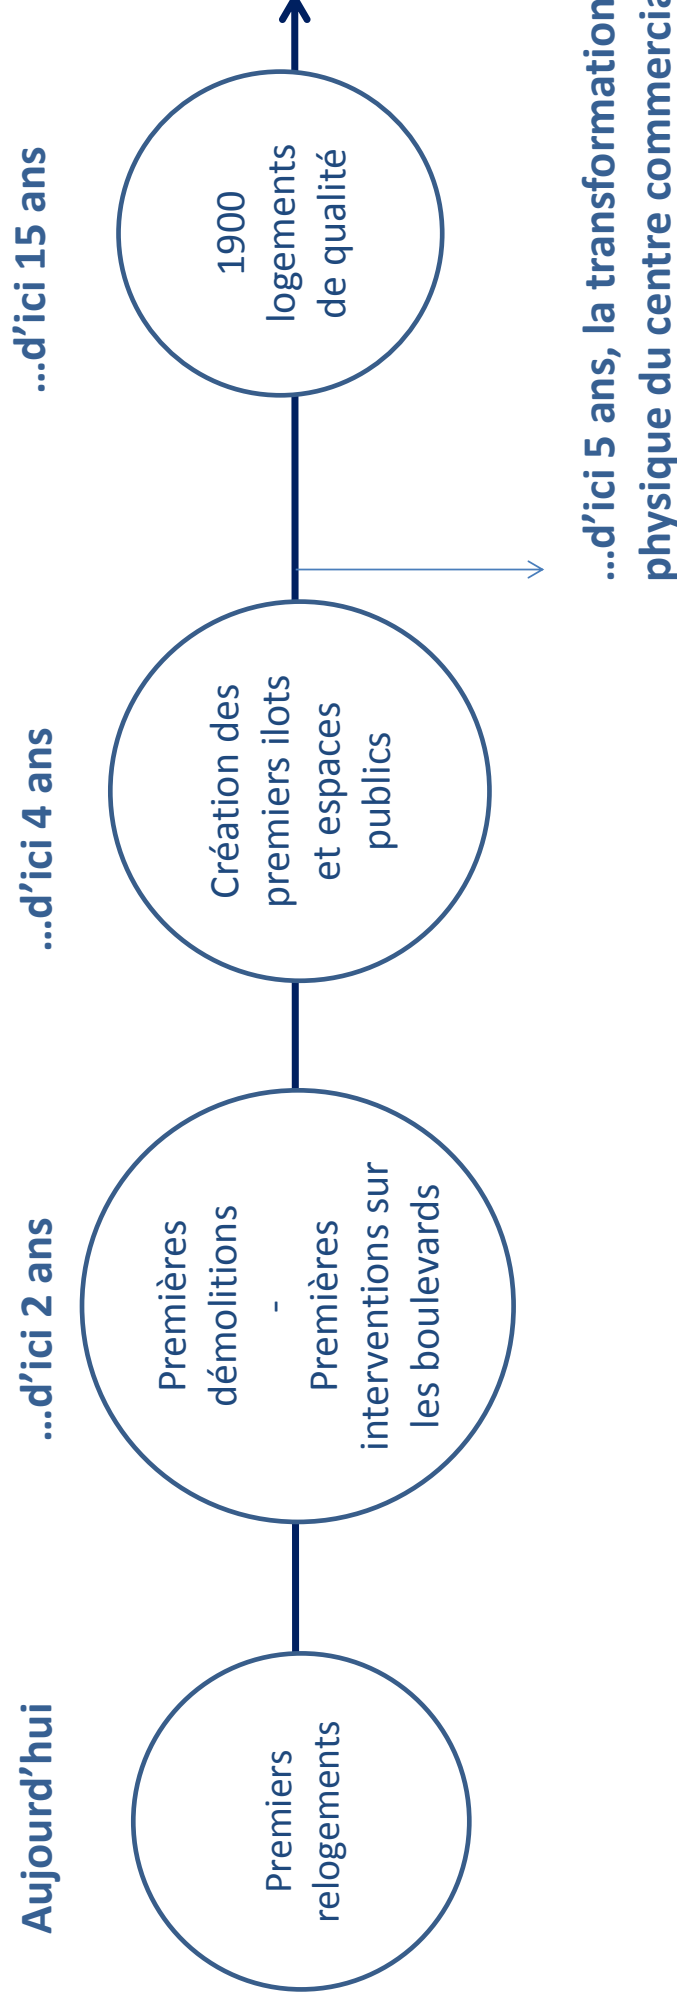 Aujourd’hui
Premiers
relogements
...d’ici 2 ans
Premières
démolitions
-
Premières
interventions sur
les boulevards
...d’ici 4 ans
Création des
premiers ilots
et espaces
publics
...d’ici 15 ans
1900
logements
de qualité
...d’ici 5 ans, la transformation
physique du centre commercia